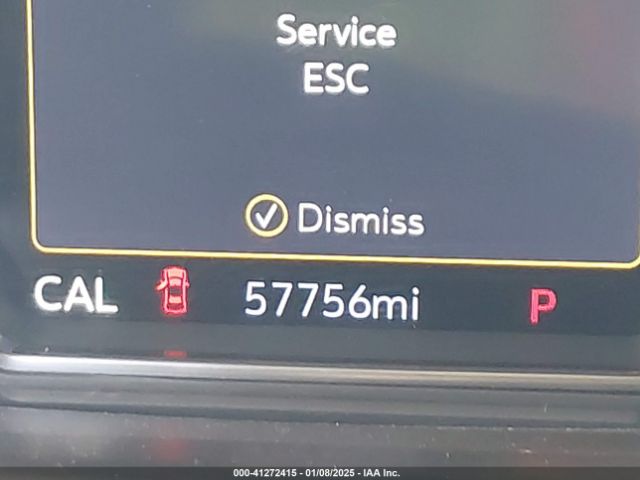 Service
ESC
Dismiss
CAL 57756mi P
000-41272415 - 01/08/2025 - IAA Inc.